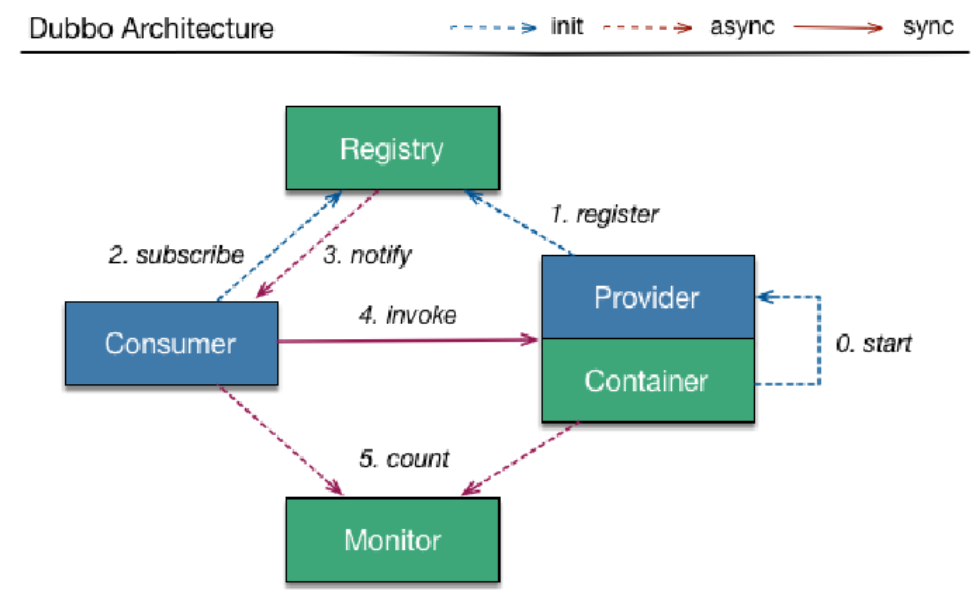 Dubbo Architecture
init
async
sync
Registry
1. register
2. subscribe
3. notify
Provider
4. invoke
Consumer
0. start
Container
5. count
Monitor